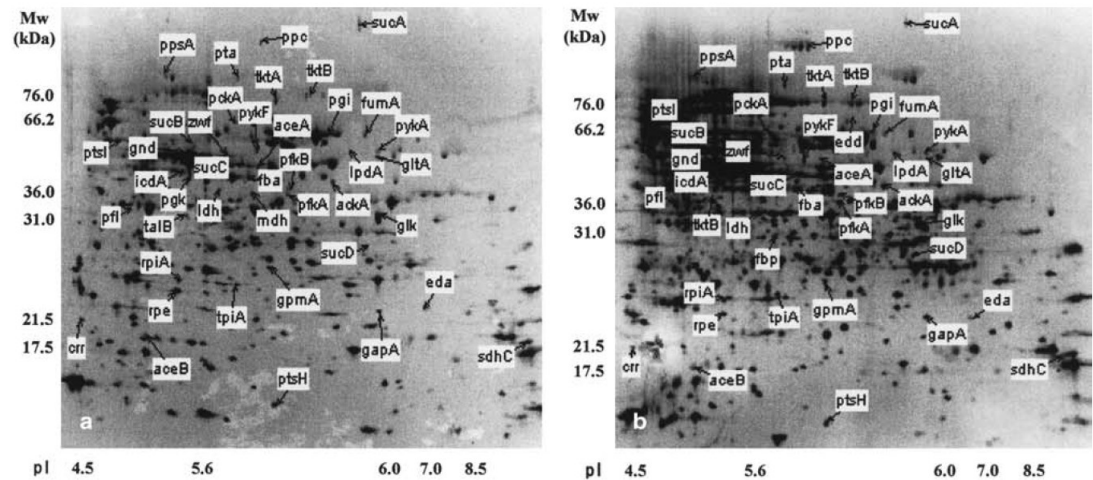 Mw
(kDa)
sucA
ppc
ppsA
pta
tktA
tktB
76.0
pckA
pgi
fumA
66.2
sucB
zwf
pykF
aceA
pykA
ptsI
gnd
pfkB
sucC
lpdA
gltA
icdA
fba
36.0
pgk
ldh
pfkA
ackA
pfl
31.0
talB
mdh
glk
sucD
rpiA
eda
rpe
gpmA
21.5
tpiA
17.5
crr
gapA
sdhC
aceB
ptsH
a
pI
4.5
5.6
6.0
7.0
8.5
Mw
(kDa)
sucA
ppc
ppsA
pta
tktA
tktB
76.0
ptsI
pckA
pgi
fumA
66.2
sucB
pykF
edd
pykA
gnd
zwf
lpdA
gltA
icdA
sucC
aceA
36.0
pfl
fba
pfkB
ackA
31.0
tktB
ldh
pfkA
glk
fbp
sucD
rpiA
gpmA
eda
rpe
tpiA
gapA
21.5
17.5
crr
aceB
sdhC
ptsH
b
pI
4.5
5.6
6.0
7.0
8.5